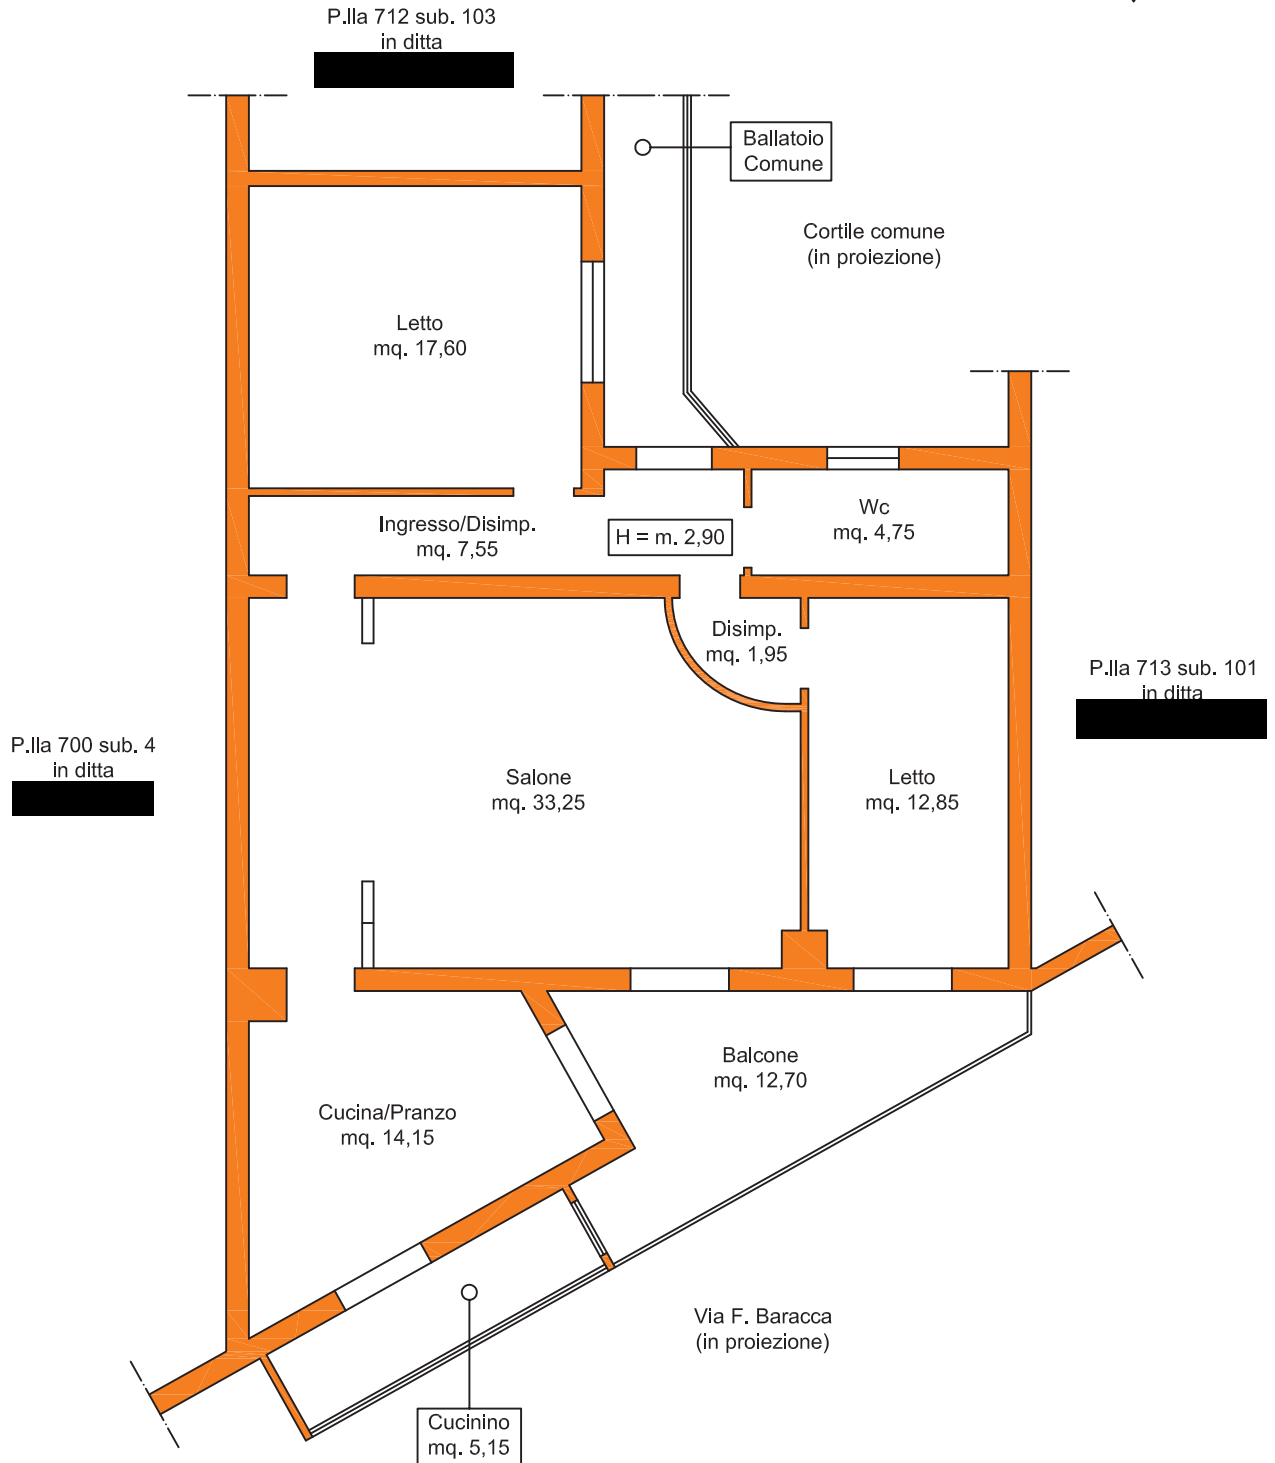 P.lla 712 sub. 103
in ditta
Ballatoio
Comune
Cortile comune
(in proiezione)
Letto
mq. 17,60
Ingresso/Disimp.
mq. 7,55
H = m. 2,90
Wc
mq. 4,75
Disimp.
mq. 1,95
P.lla 713 sub. 101
in ditta
P.lla 700 sub. 4
in ditta
Salone
mq. 33,25
Letto
mq. 12,85
Balcone
mq. 12,70
Cucina/Pranzo
mq. 14,15
Via F. Baracca
(in proiezione)
Cucinino
mq. 5,15